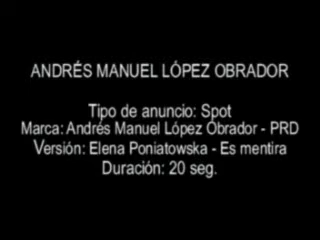 ANDRÉS MANUEL LÓPEZ OBRADOR
Tipo de anuncio: Spot
Marca: Andrés Manuel López Obrador - PRD
Versión: Elena Poniatowska - Es mentira
Duración: 20 seg.